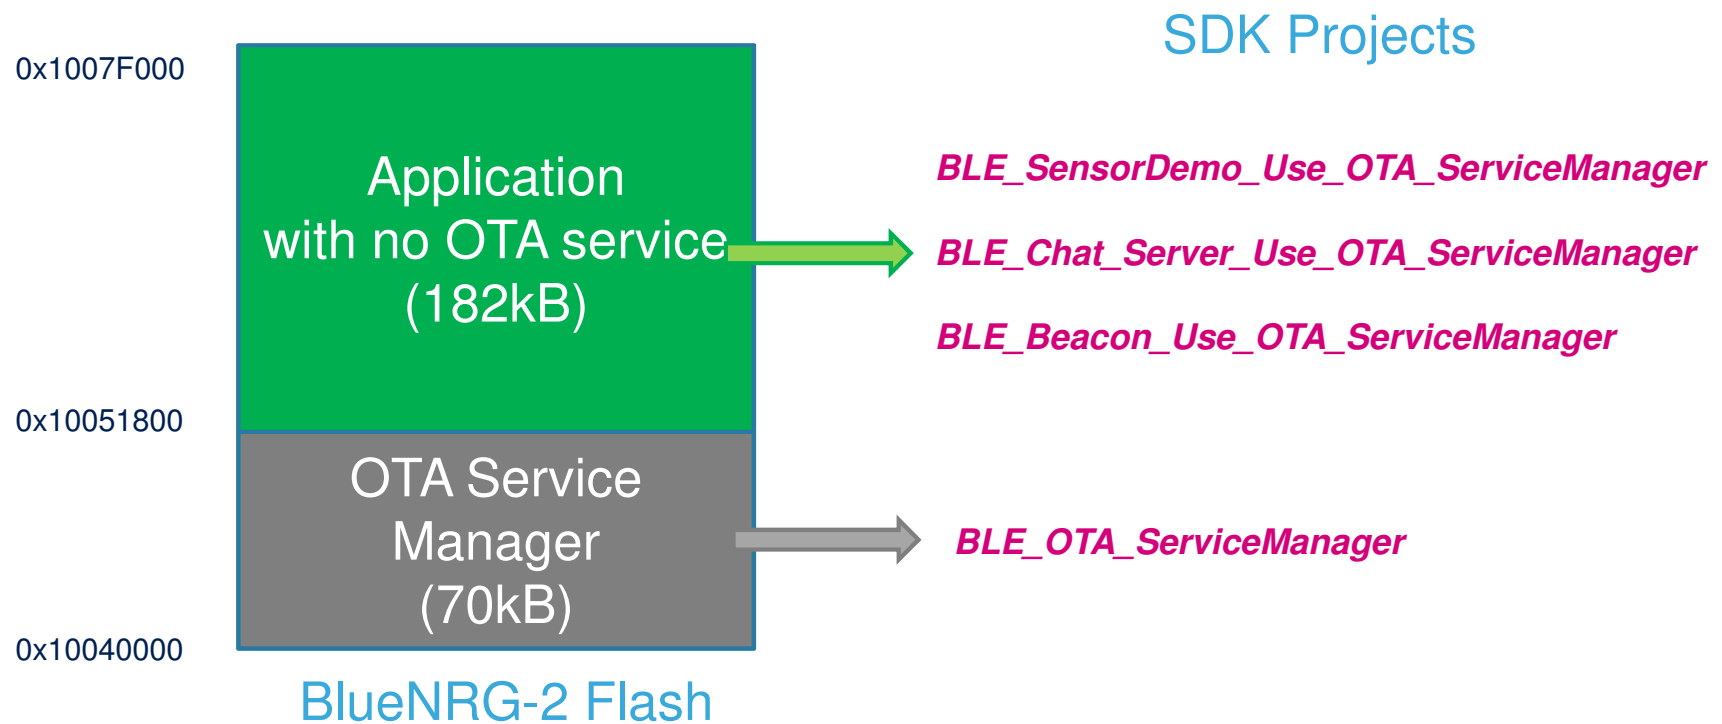 SDK Projects
0x1007F000
Application
with no OTA service
(182kB)
BLE_SensorDemo_Use_OTA_ServiceManager
BLE_Chat_Server_Use_OTA_ServiceManager
BLE_Beacon_Use_OTA_ServiceManager
0x10051800
OTA Service
Manager
(70kB)
BLE_OTA_ServiceManager
0x10040000
BlueNRG-2 Flash